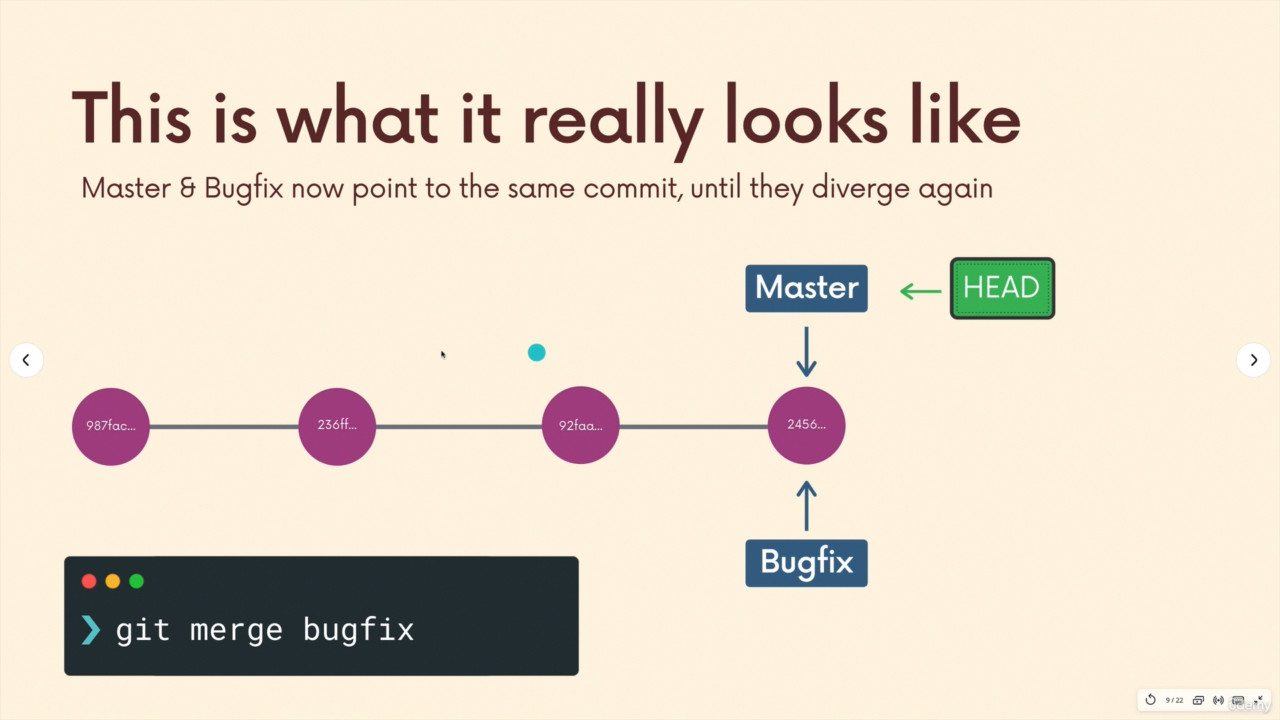 This is what it really looks like
Master & Bugfix now point to the same commit, until they diverge again
Master
HEAD
987fac...
236ff...
92faa...
2456...
Bugfix
❯ git merge bugfix
9 / 22
udemy